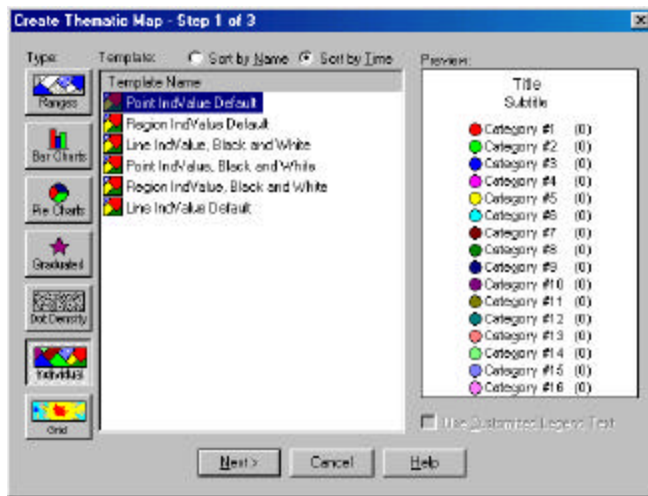 Create Thematic Map - Step 1 of 3
Type:
Template:
Sort by Name
Sort by Time
Preview:
Ranges
Bar Charts
Pie Charts
Graduated
Dot Density
Individual
Grid
Template Name
Point IndValue Default
Region IndValue Default
Line IndValue, Black and White
Point IndValue, Black and White
Region IndValue, Black and White
Line IndValue Default
Title
Subtitle
Category #1 (0)
Category #2 (0)
Category #3 (0)
Category #4 (0)
Category #5 (0)
Category #6 (0)
Category #7 (0)
Category #8 (0)
Category #9 (0)
Category #10 (0)
Category #11 (0)
Category #12 (0)
Category #13 (0)
Category #14 (0)
Category #15 (0)
Category #16 (0)
Use Customized Legend Text
Next >
Cancel
Help